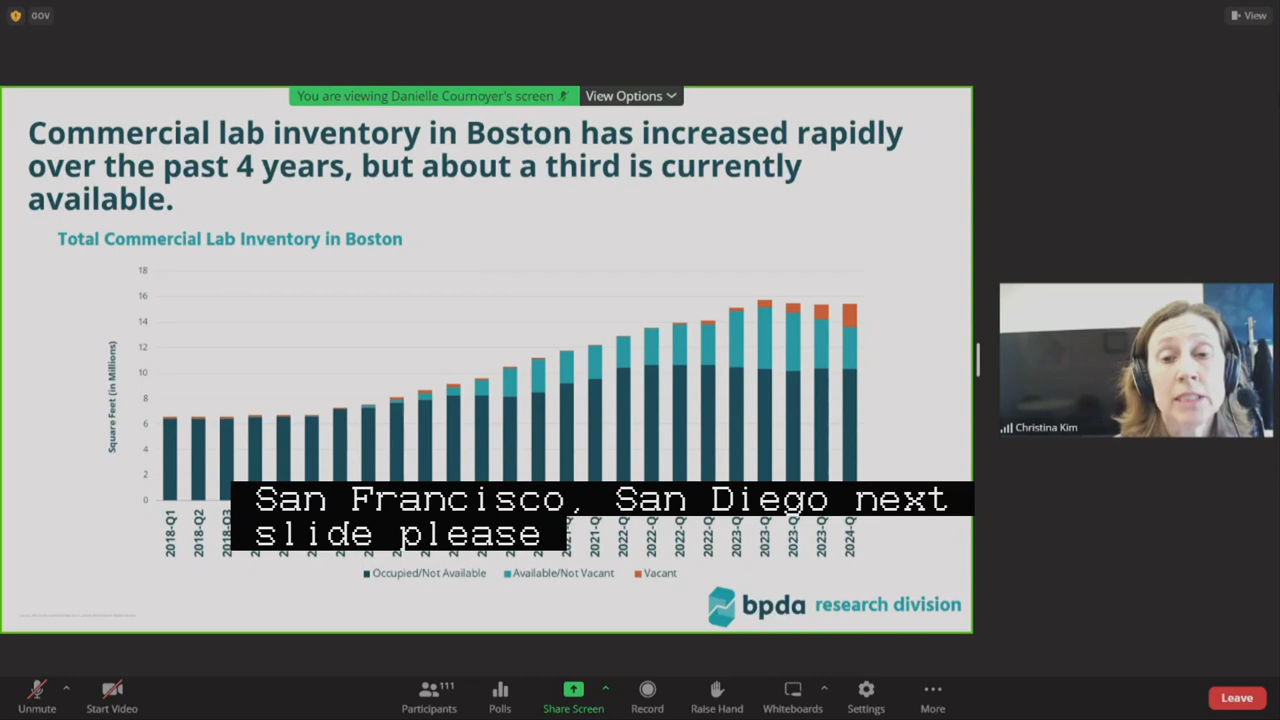 GOV
View
You are viewing Danielle Cournoyer's screen
View Options
Commercial lab inventory in Boston has increased rapidly
over the past 4 years, but about a third is currently
available.
Total Commercial Lab Inventory in Boston
18
16
14
12
10
8
6
4
2
0
Square Feet (in Millions)
2018-Q1
2018-Q2
2018-Q3
2021-Q
2022-Q
2022-Q
2022-Q
2022-Q
2023-Q
2023-Q
2023-Q
2023-Q
2024-Q
San Francisco, San Diego next
slide please
Occupied/Not Available
Available/Not Vacant
Vacant
bpda research division
Christina Kim
Unmute
Start Video
Participants
111
Polls
Share Screen
Record
Raise Hand
Whiteboards
Settings
More
Leave